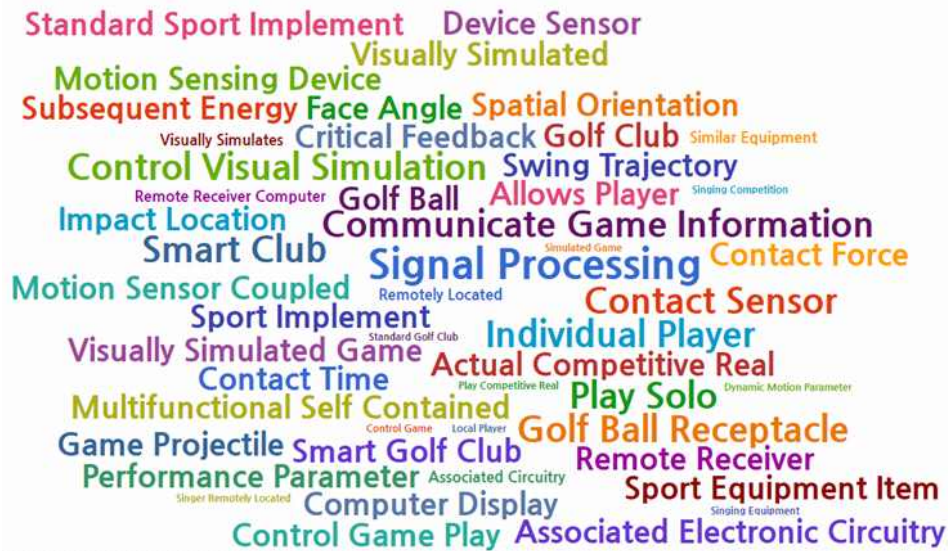 Standard Sport Implement Device Sensor
Visually Simulated
Motion Sensing Device
Subsequent Energy Face Angle Spatial Orientation
Visually Simulates Critical Feedback Golf Club Similar Equipment
Control Visual Simulation Swing Trajectory
Remote Receiver Computer Golf Ball Allows Player Singing Competition
Impact Location Communicate Game Information
Smart Club Simulated Game Contact Force
Signal Processing
Motion Sensor Coupled Remotely Located Contact Sensor
Sport Implement Standard Golf Club Individual Player
Visually Simulated Game Actual Competitive Real
Contact Time Play Competitive Real Play Solo Dynamic Motion Parameter
Multifunctional Self Contained Control Game Local Player Golf Ball Receptacle
Game Projectile Smart Golf Club Remote Receiver
Performance Parameter Associated Circuitry Sport Equipment Item
Singer Remotely Located Computer Display Singing Equipment
Control Game Play Associated Electronic Circuitry